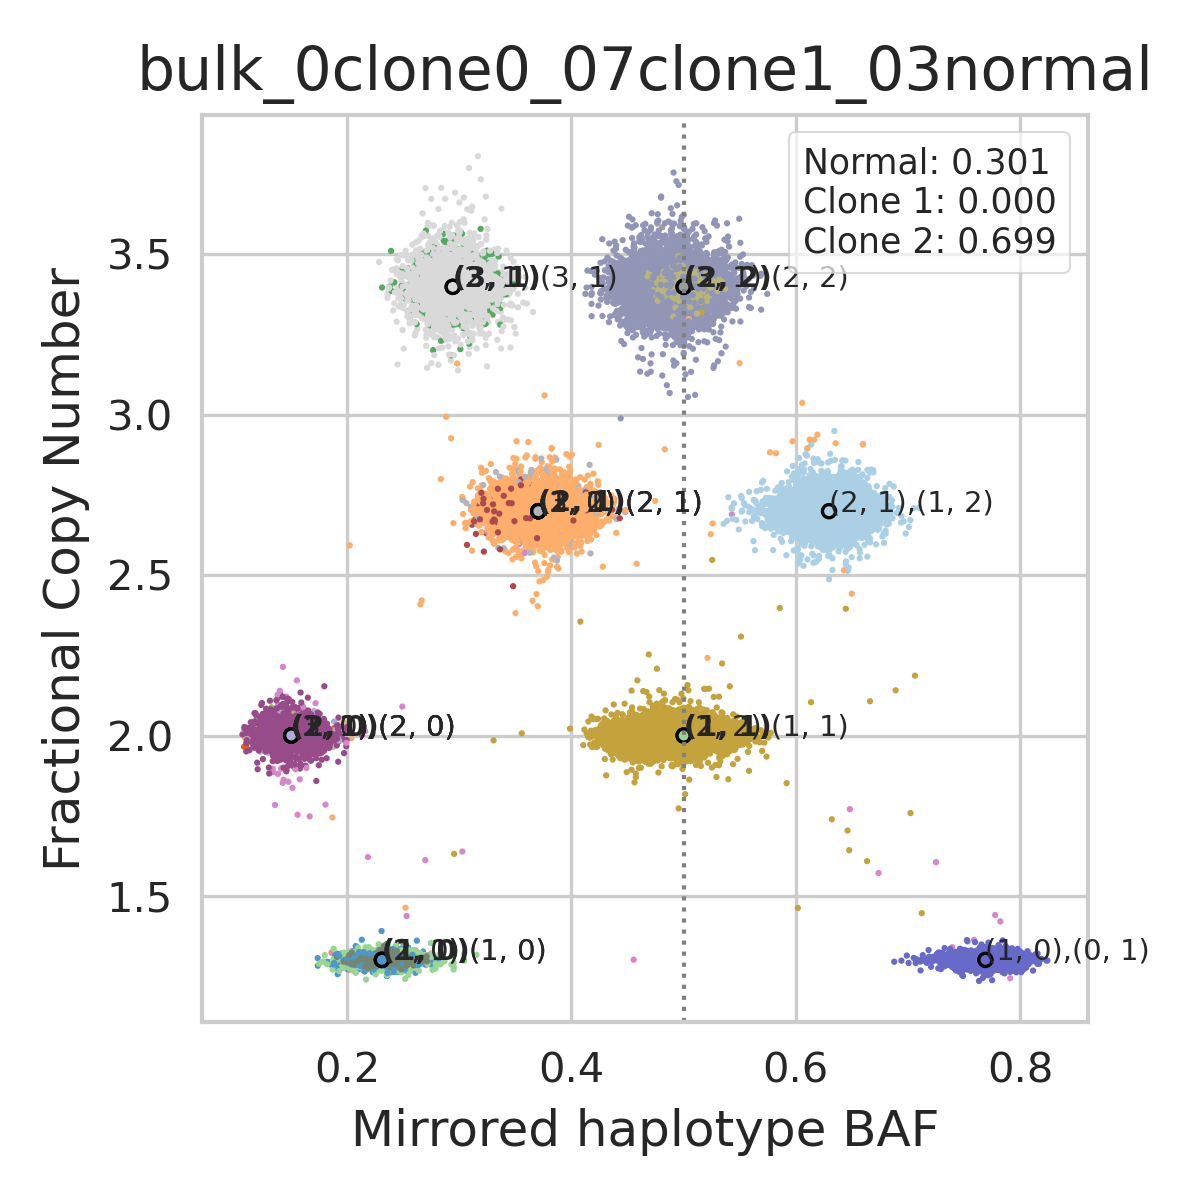 bulk_0clone0_07clone1_03normal
Normal: 0.301
Clone 1: 0.000
Clone 2: 0.699
3.5
(3, 1)
(2, 2)
3.0
(2, 1)
(2, 1),(1, 2)
2.5
(2, 0)
(1, 1)
2.0
1.5
(1, 0)
(1, 0),(0, 1)
0.2
0.4
0.6
0.8
Mirrored haplotype BAF
Fractional Copy Number